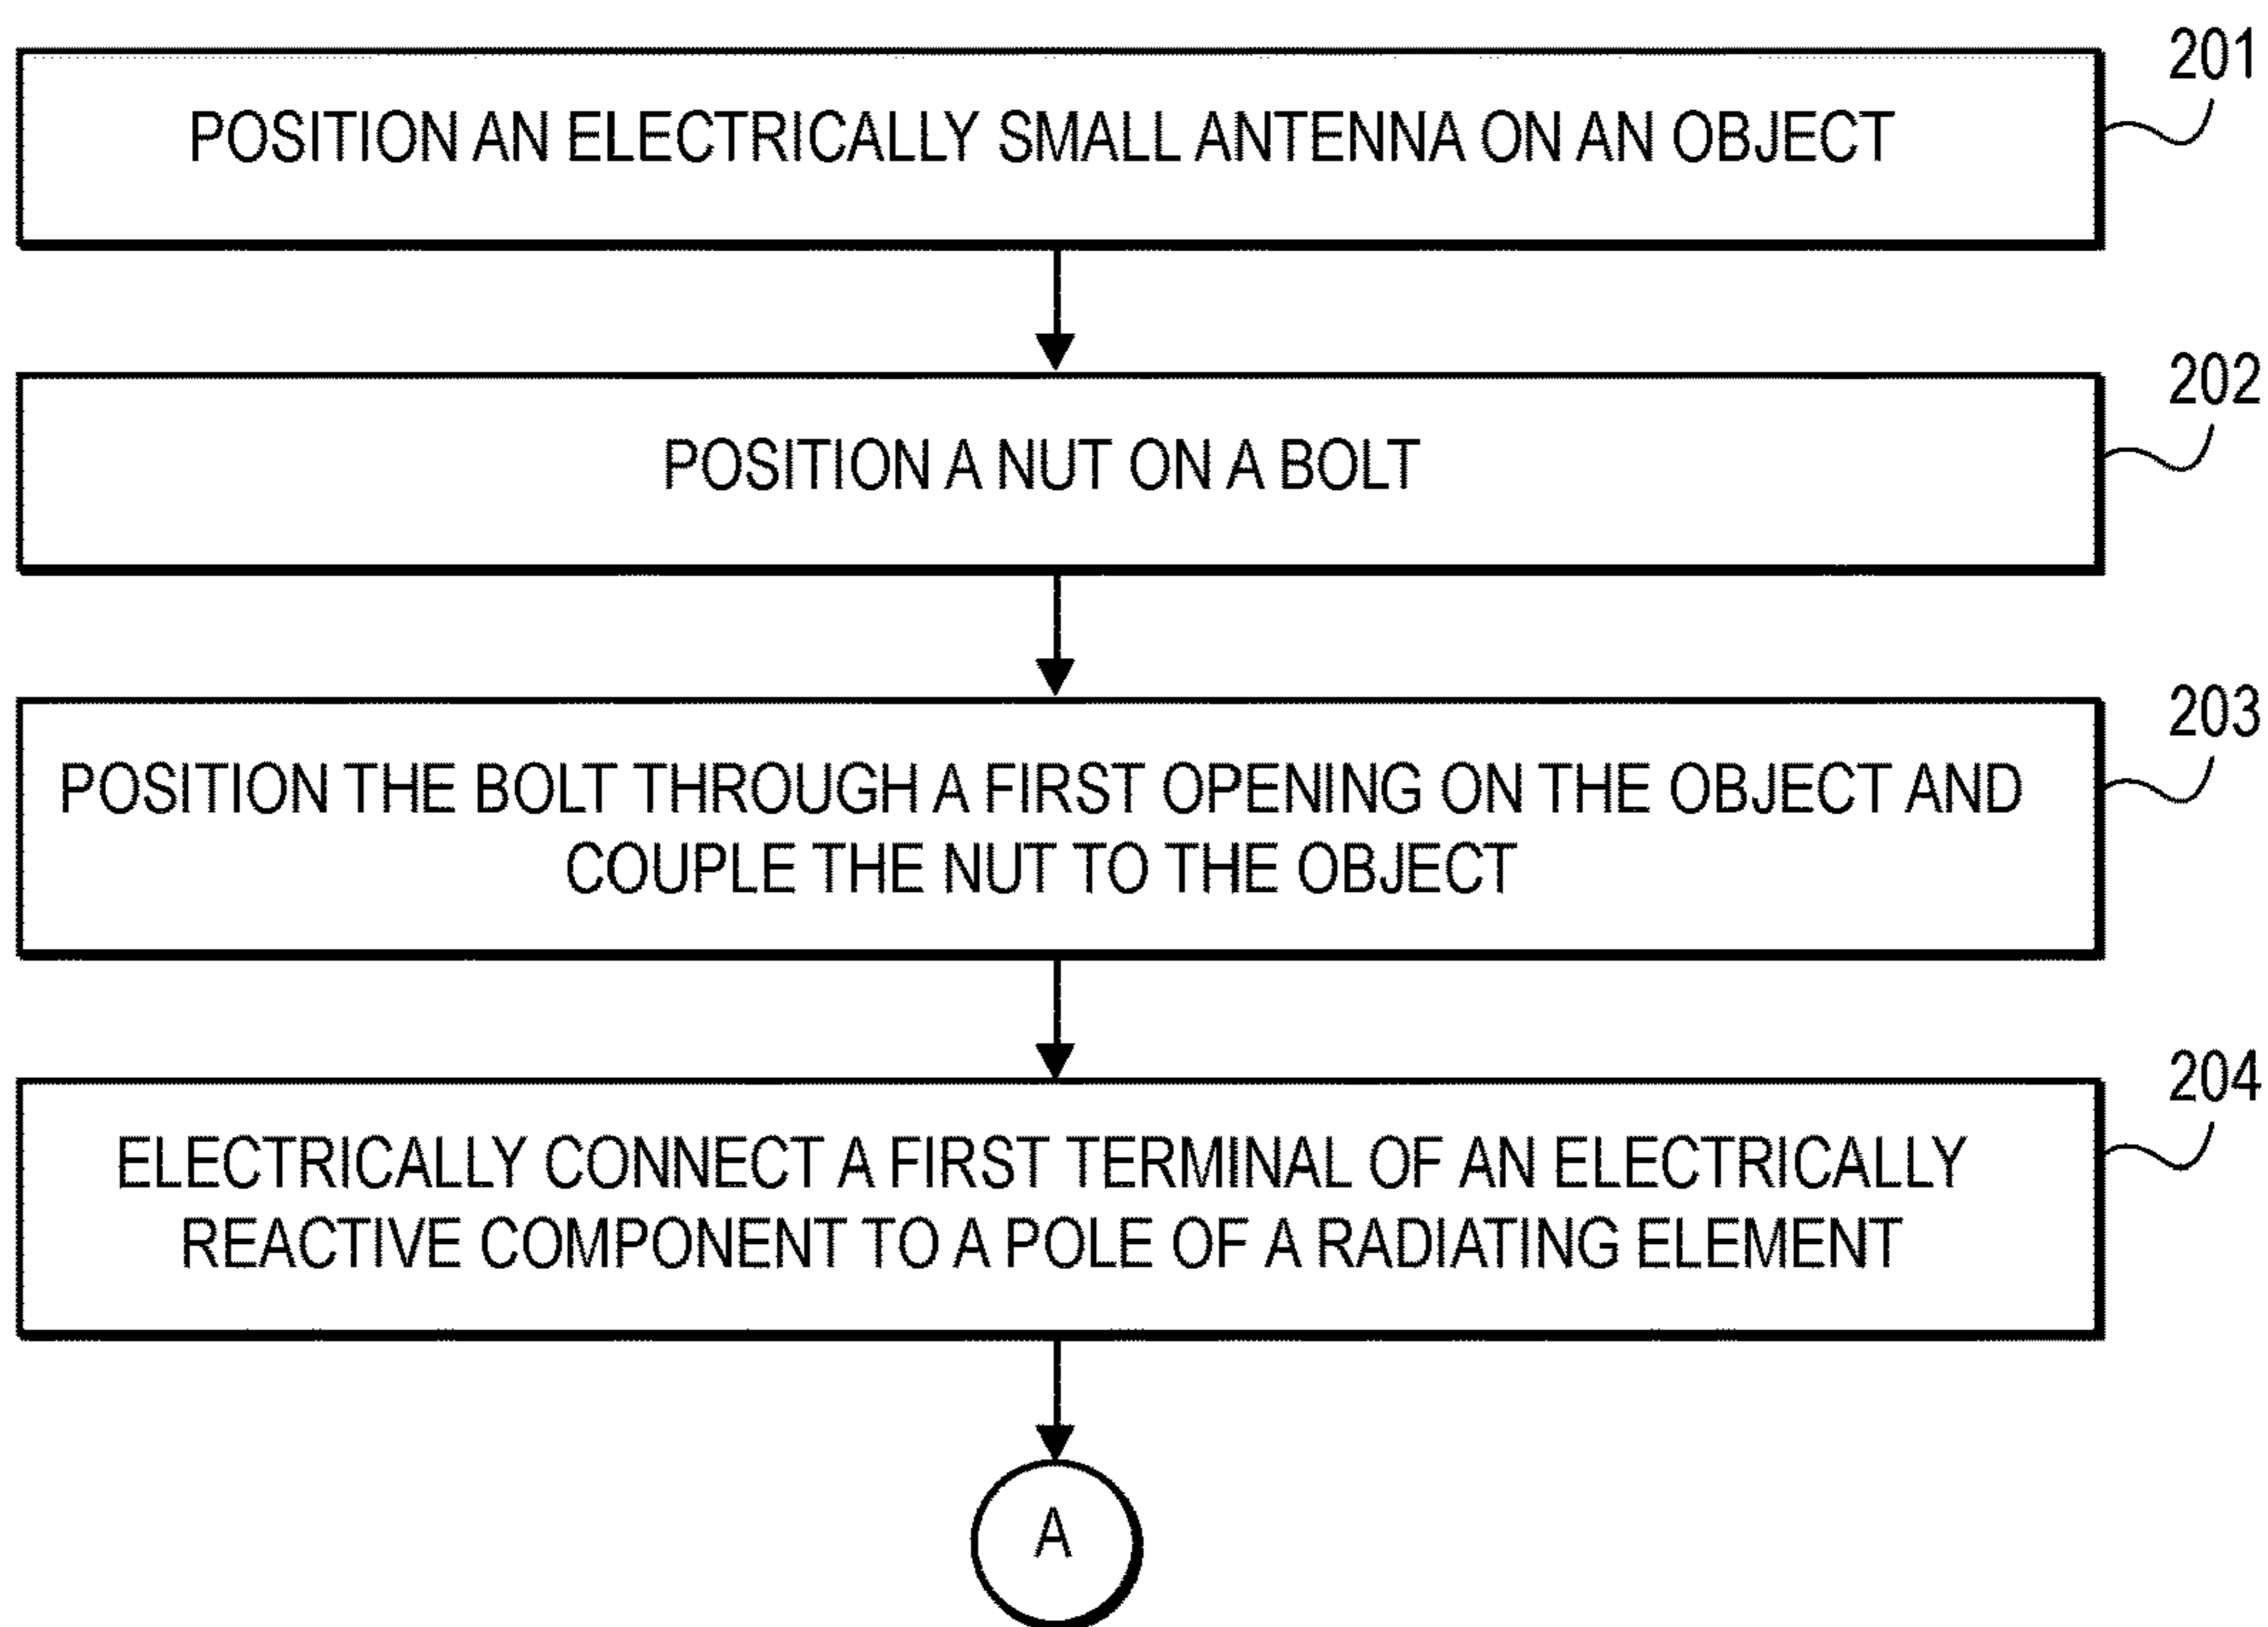 201
POSITION AN ELECTRICALLY SMALL ANTENNA ON AN OBJECT
202
POSITION A NUT ON A BOLT
203
POSITION THE BOLT THROUGH A FIRST OPENING ON THE OBJECT AND
COUPLE THE NUT TO THE OBJECT
204
ELECTRICALLY CONNECT A FIRST TERMINAL OF AN ELECTRICALLY
REACTIVE COMPONENT TO A POLE OF A RADIATING ELEMENT
A